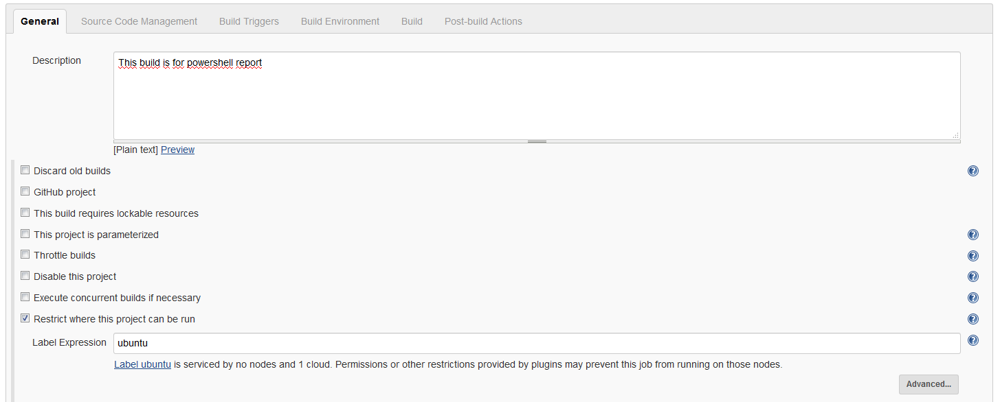 General Source Code Management Build Triggers Build Environment Build Post-build Actions
Description This build is for powershell report
[Plain text] Preview
Discard old builds ?
GitHub project
This build requires lockable resources
This project is parameterized ?
Throttle builds ?
Disable this project ?
Execute concurrent builds if necessary ?
Restrict where this project can be run ?
Label Expression ubuntu ?
Label ubuntu is serviced by no nodes and 1 cloud. Permissions or other restrictions provided by plugins may prevent this job from running on those nodes.
Advanced...